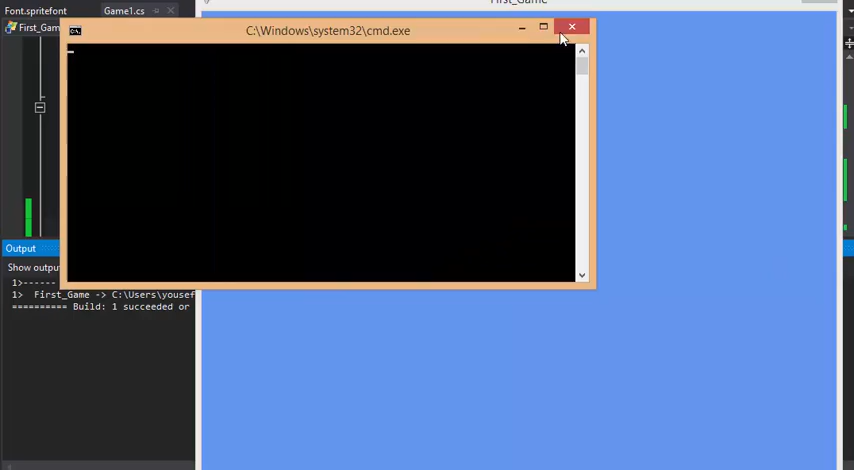 Font.spritefont
Game1.cs
First_Game
First_Gam
C:\Windows\system32\cmd.exe
Output
Show outpu
1>------
1>  First_Game -> C:\Users\yousef
========== Build: 1 succeeded or